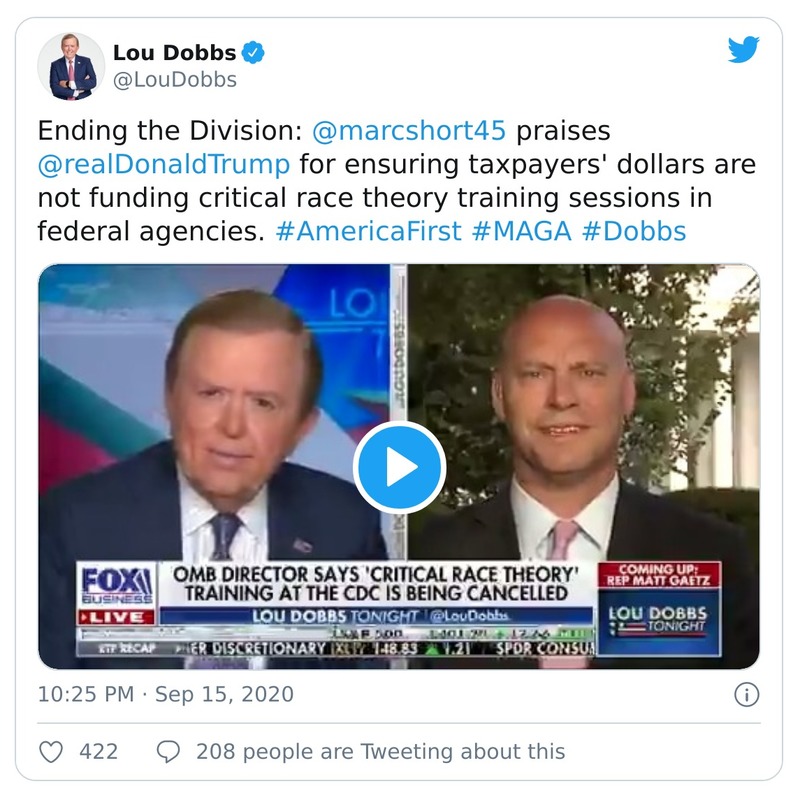 Lou Dobbs
@LouDobbs
Ending the Division: @marcshort45 praises
@realDonaldTrump for ensuring taxpayers' dollars are
not funding critical race theory training sessions in
federal agencies. #AmericaFirst #MAGA #Dobbs
LOU DOBBS
FOX
BUSINESS
LIVE
OMB DIRECTOR SAYS 'CRITICAL RACE THEORY'
TRAINING AT THE CDC IS BEING CANCELLED
LOU DOBBS TONIGHT @LouDobbs
COMING UP:
REP MATT GAETZ
LOU DOBBS
TONIGHT
S&P 500
ETF RECAP
ER DISCRETIONARY (XLY) 148.83 ▲ 1.21 SPDR CONSU
10:25 PM · Sep 15, 2020
422
208 people are Tweeting about this